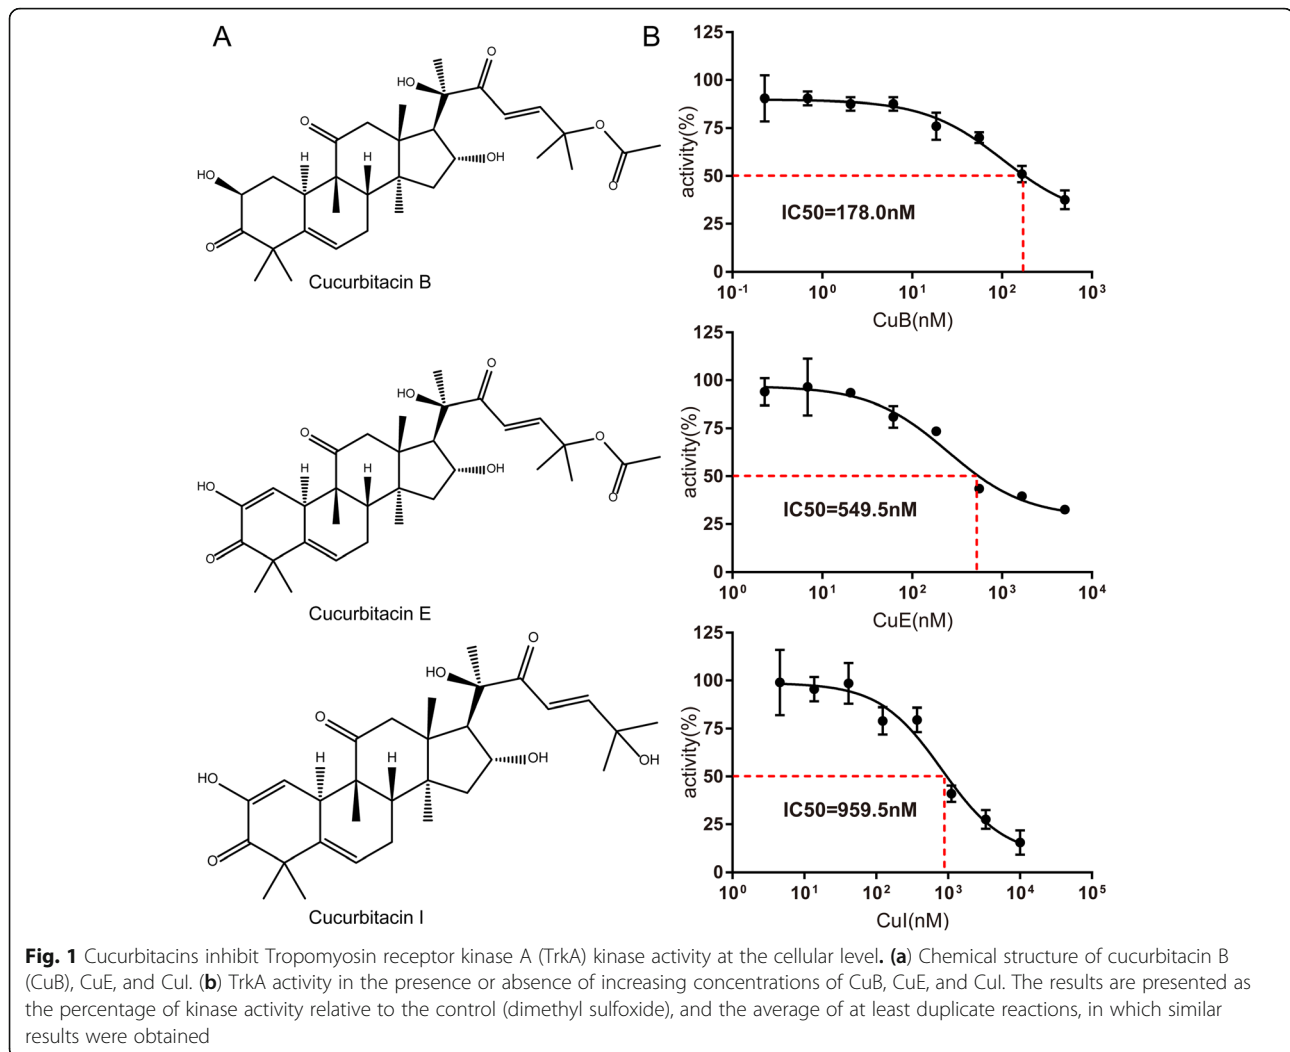 A
HO
O
O
HO
H
H
OH
O
O
O
Cucurbitacin B
HO
O
O
HO
H
H
OH
O
O
O
Cucurbitacin E
HO
O
O
HO
H
H
OH
OH
O
Cucurbitacin I
B
125
100
75
50
25
0
activity(%)
IC50=178.0nM
10-1
100
101
102
103
CuB(nM)
125
100
75
50
25
0
activity(%)
IC50=549.5nM
100
101
102
103
104
CuE(nM)
125
100
75
50
25
0
activity(%)
IC50=959.5nM
100
101
102
103
104
105
CuI(nM)
Fig. 1 Cucurbitacins inhibit Tropomyosin receptor kinase A (TrkA) kinase activity at the cellular level. (a) Chemical structure of cucurbitacin B
(CuB), CuE, and CuI. (b) TrkA activity in the presence or absence of increasing concentrations of CuB, CuE, and CuI. The results are presented as
the percentage of kinase activity relative to the control (dimethyl sulfoxide), and the average of at least duplicate reactions, in which similar
results were obtained